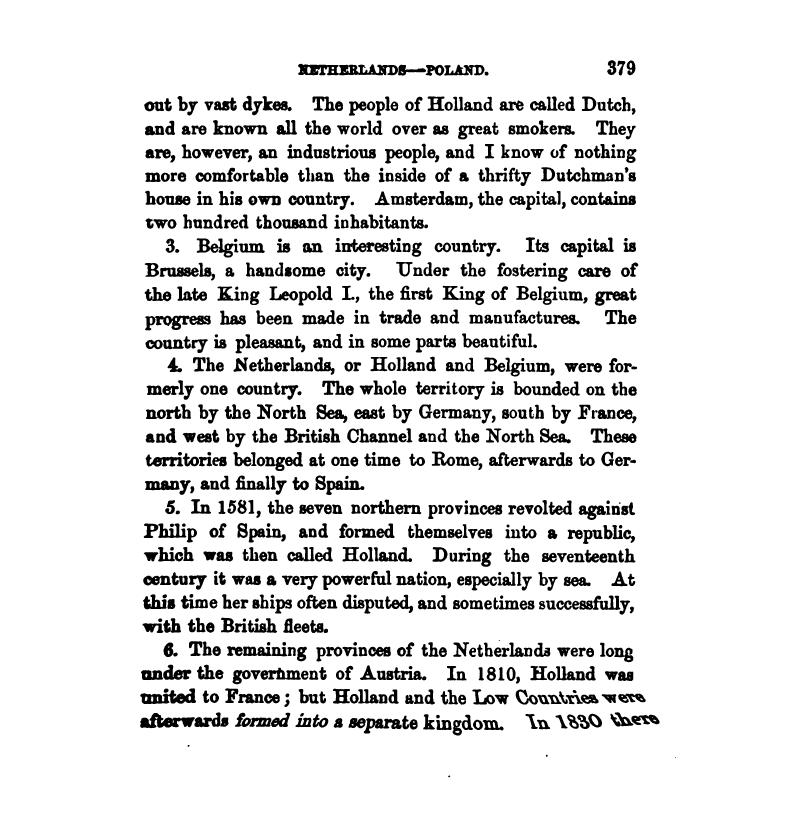 NETHERLANDS—POLAND. 379
out by vast dykes. The people of Holland are called Dutch,
and are known all the world over as great smokers. They
are, however, an industrious people, and I know of nothing
more comfortable than the inside of a thrifty Dutchman's
house in his own country. Amsterdam, the capital, contains
two hundred thousand inhabitants.
3. Belgium is an interesting country. Its capital is
Brussels, a handsome city. Under the fostering care of
the late King Leopold I., the first King of Belgium, great
progress has been made in trade and manufactures. The
country is pleasant, and in some parts beautiful.
4. The Netherlands, or Holland and Belgium, were for-
merly one country. The whole territory is bounded on the
north by the North Sea, east by Germany, south by France,
and west by the British Channel and the North Sea. These
territories belonged at one time to Rome, afterwards to Ger-
many, and finally to Spain.
5. In 1581, the seven northern provinces revolted against
Philip of Spain, and formed themselves into a republic,
which was then called Holland. During the seventeenth
century it was a very powerful nation, especially by sea. At
this time her ships often disputed, and sometimes successfully,
with the British fleets.
6. The remaining provinces of the Netherlands were long
under the government of Austria. In 1810, Holland was
united to France; but Holland and the Low Countries were
afterwards formed into a separate kingdom. In 1830 there